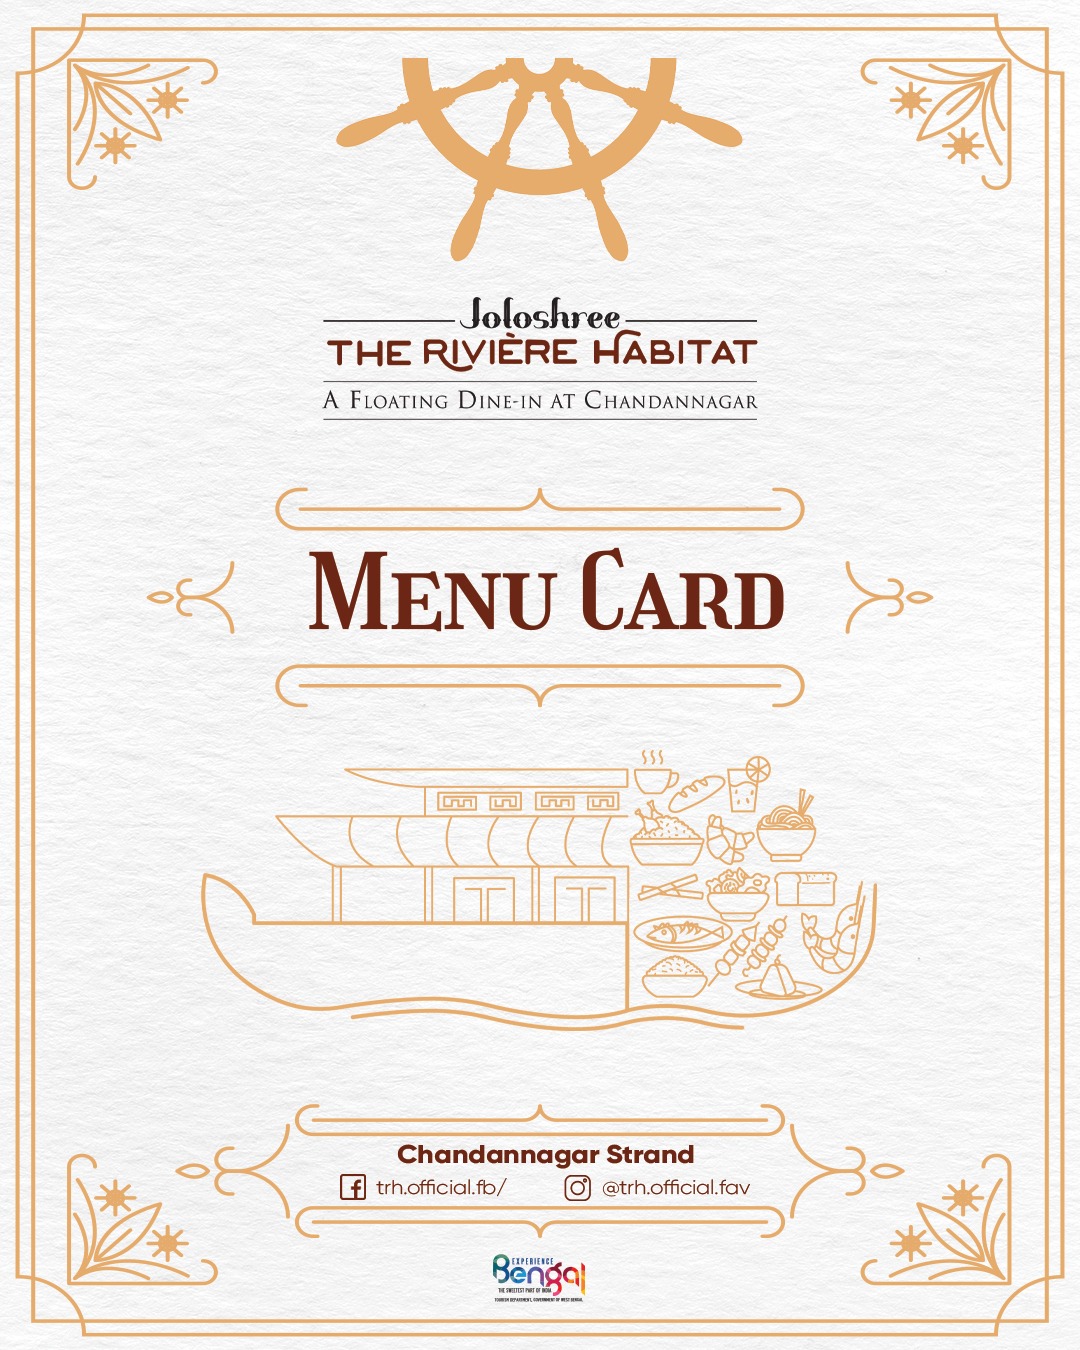 Joloshree
THE RIVIÈRE HABITAT
A FLOATING DINE-IN AT CHANDANNAGAR
MENU CARD
Chandannagar Strand
trh.official.fb/
@trh.official.fav
EXPERIENCE
Bengal
THE SWEETEST PART OF INDIA
TOURISM DEPARTMENT, GOVERNMENT OF WEST BENGAL